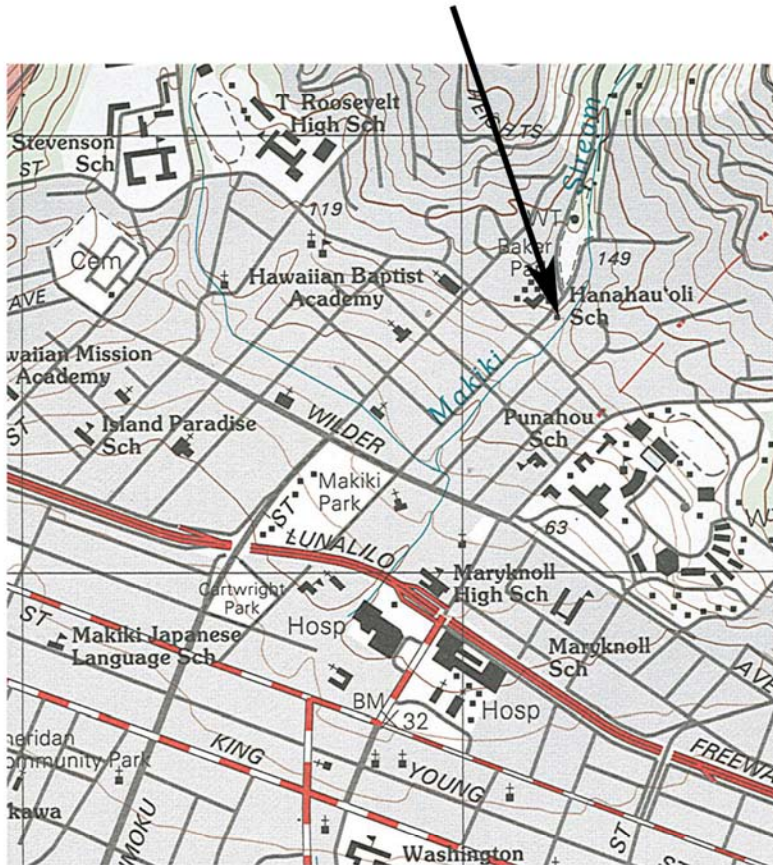 T. Roosevelt
High Sch
Stevenson
Sch
ST
HEIGHTS
Stream
WT
119
Baker
149
Cem
Hawaiian Baptist
Academy
Hanahau'oli
Sch
AVE
Makiki
waiian Mission
Academy
Island Paradise
Sch
ST
WILDER
Punahou
Sch
Makiki
Park
ST
W
63
LUNALILO
Cartwright
Park
Maryknoll
High Sch
ST
Makiki Japanese
Language Sch
Hosp
Maryknoll
Sch
AVE
BM
32
Hosp
eridan
ommunity Park
KING
YOUNG
FREEWA
kawa
UMOKU
ST
Washington